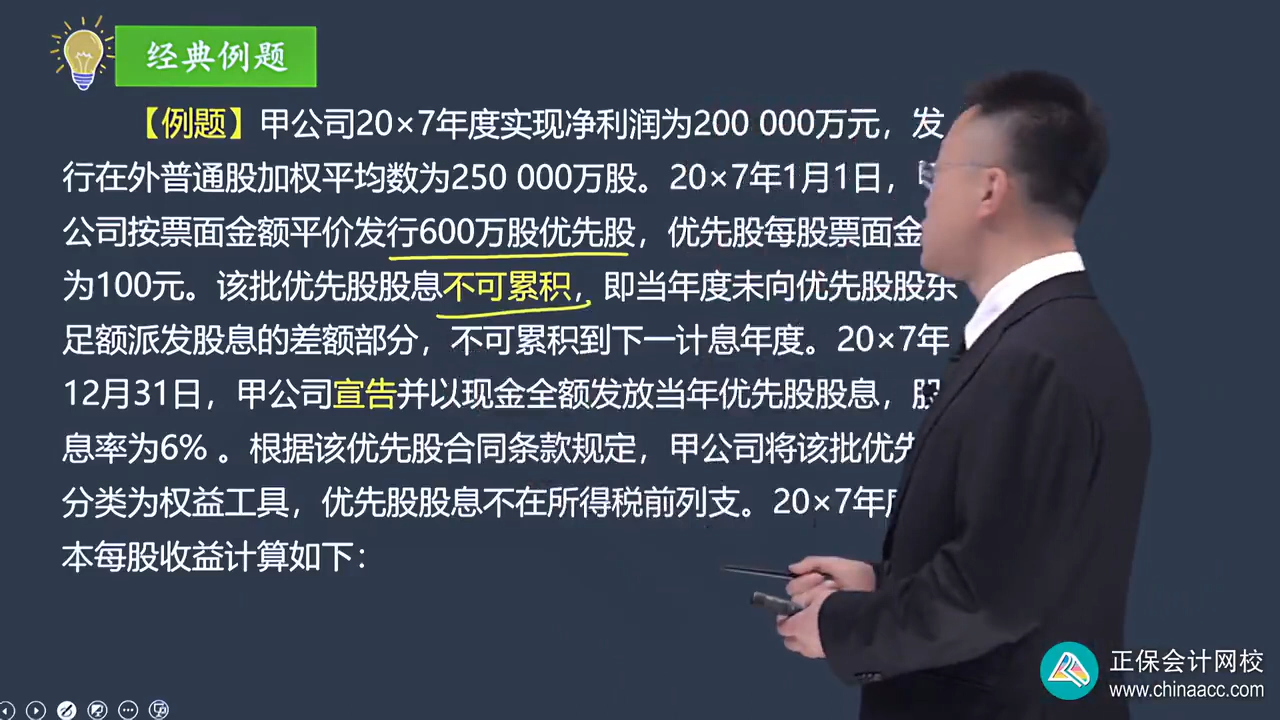 经典例题
【例题】甲公司20×7年度实现净利润为200 000万元，发
行在外普通股加权平均数为250 000万股。20×7年1月1日，
公司按票面金额平价发行600万股优先股，优先股每股票面金
为100元。该批优先股股息不可累积，即当年度未向优先股股东
足额派发股息的差额部分，不可累积到下一计息年度。20×7年
12月31日，甲公司宣告并以现金全额发放当年优先股股息，股
息率为6% 。根据该优先股合同条款规定，甲公司将该批优先
分类为权益工具，优先股股息不在所得税前列支。20×7年
本每股收益计算如下：
正保会计网校
www.chinaacc.com